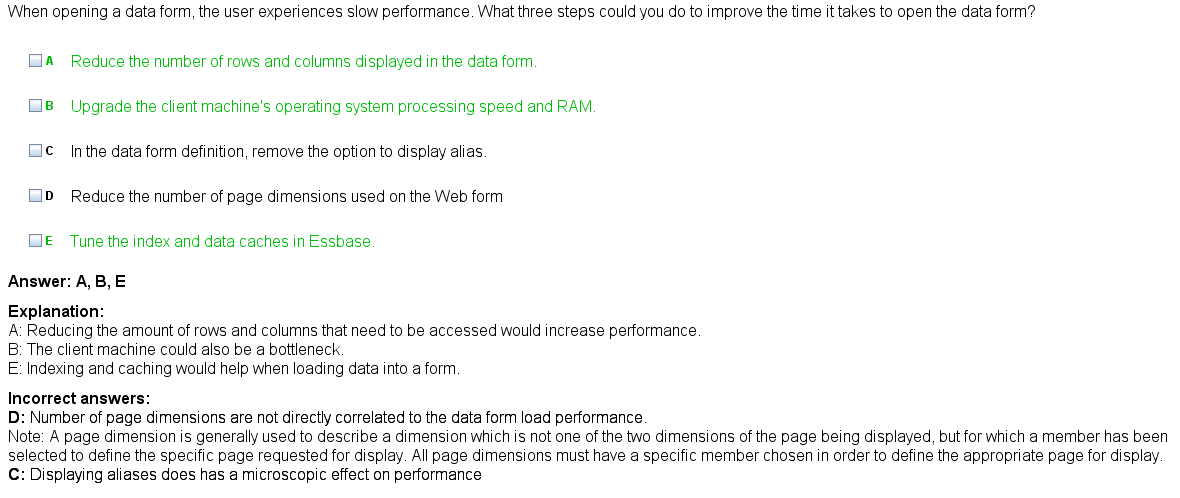 When opening a data form, the user experiences slow performance. What three steps could you do to improve the time it takes to open the data form?
A Reduce the number of rows and columns displayed in the data form.
B Upgrade the client machine's operating system processing speed and RAM.
C In the data form definition, remove the option to display alias.
D Reduce the number of page dimensions used on the Web form
E Tune the index and data caches in Essbase.
Answer: A, B, E
Explanation:
A: Reducing the amount of rows and columns that need to be accessed would increase performance.
B: The client machine could also be a bottleneck.
E: Indexing and caching would help when loading data into a form.
Incorrect answers:
D: Number of page dimensions are not directly correlated to the data form load performance.
Note: A page dimension is generally used to describe a dimension which is not one of the two dimensions of the page being displayed, but for which a member has been
selected to define the specific page requested for display. All page dimensions must have a specific member chosen in order to define the appropriate page for display.
C: Displaying aliases does has a microscopic effect on performance